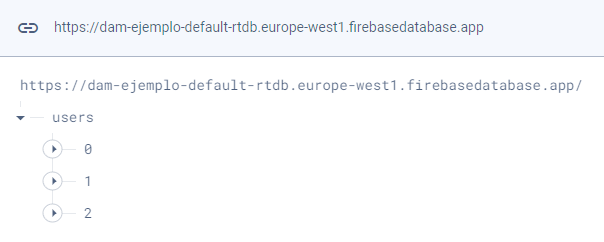 https://dam-ejemplo-default-rtdb.europe-west1.firebasedatabase.app
https://dam-ejemplo-default-rtdb.europe-west1.firebasedatabase.app/
users
0
1
2